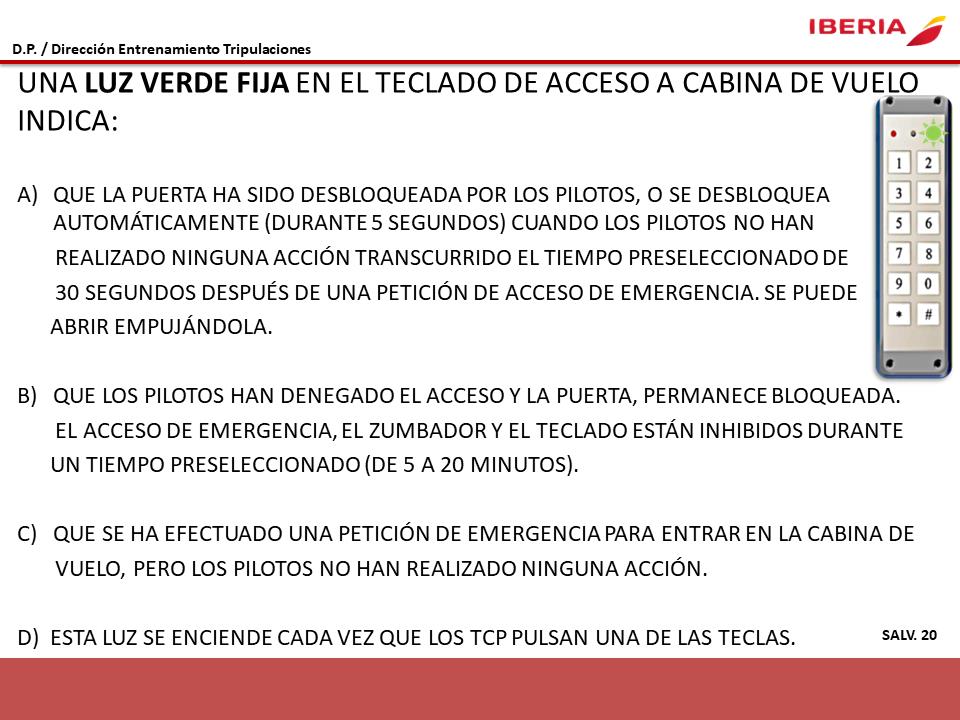 IBERIA
D.P. / Dirección Entrenamiento Tripulaciones
UNA LUZ VERDE FIJA EN EL TECLADO DE ACCESO A CABINA DE VUELO
INDICA:
A) QUE LA PUERTA HA SIDO DESBLOQUEADA POR LOS PILOTOS, O SE DESBLOQUEA
AUTOMÁTICAMENTE (DURANTE 5 SEGUNDOS) CUANDO LOS PILOTOS NO HAN
REALIZADO NINGUNA ACCIÓN TRANSCURRIDO EL TIEMPO PRESELECCIONADO DE
30 SEGUNDOS DESPUÉS DE UNA PETICIÓN DE ACCESO DE EMERGENCIA. SE PUEDE
ABRIR EMPUJÁNDOLA.
1 2
3 4
5 6
7 8
9 0
* #
B) QUE LOS PILOTOS HAN DENEGADO EL ACCESO Y LA PUERTA, PERMANECE BLOQUEADA.
EL ACCESO DE EMERGENCIA, EL ZUMBADOR Y EL TECLADO ESTÁN INHIBIDOS DURANTE
UN TIEMPO PRESELECCIONADO (DE 5 A 20 MINUTOS).
C) QUE SE HA EFECTUADO UNA PETICIÓN DE EMERGENCIA PARA ENTRAR EN LA CABINA DE
VUELO, PERO LOS PILOTOS NO HAN REALIZADO NINGUNA ACCIÓN.
D) ESTA LUZ SE ENCIENDE CADA VEZ QUE LOS TCP PULSAN UNA DE LAS TECLAS.
SALV. 20